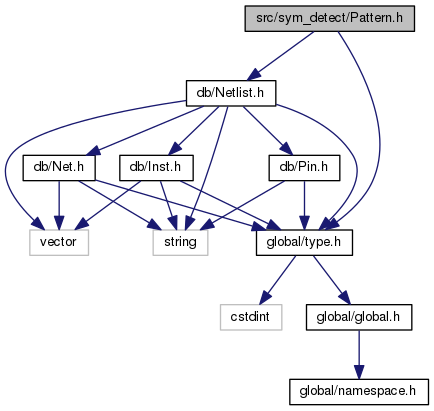 src/sym_detect/Pattern.h
db/Netlist.h
db/Net.h
db/Inst.h
db/Pin.h
vector
string
global/type.h
cstdint
global/global.h
global/namespace.h